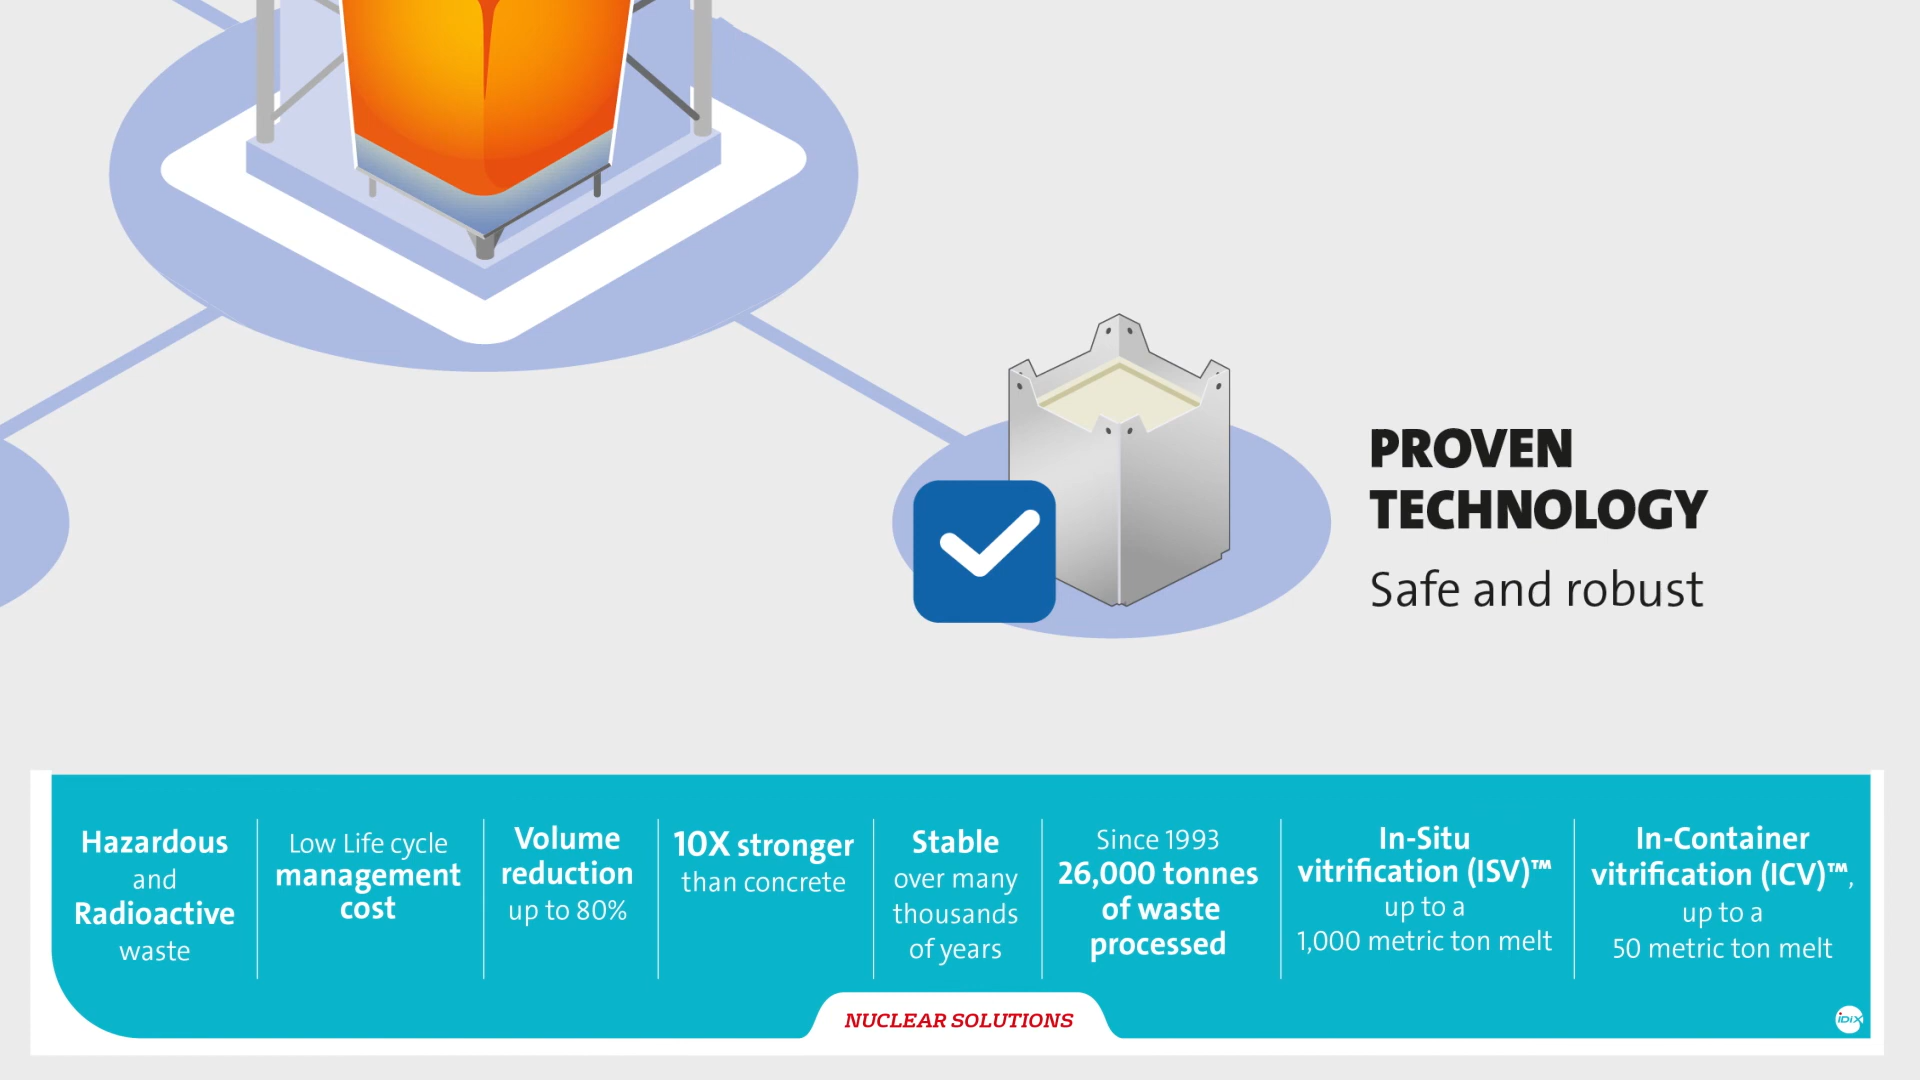 PROVEN
TECHNOLOGY
Safe and robust
Hazardous
and
Radioactive
waste
Low Life cycle
management
cost
Volume
reduction
up to 80%
10X stronger
than concrete
Stable
over many
thousands
of years
Since 1993
26,000 tonnes
of waste
processed
In-Situ
vitrification (ISV)™
up to a
1,000 metric ton melt
In-Container
vitrification (ICV)™,
up to a
50 metric ton melt
NUCLEAR SOLUTIONS
iDIX